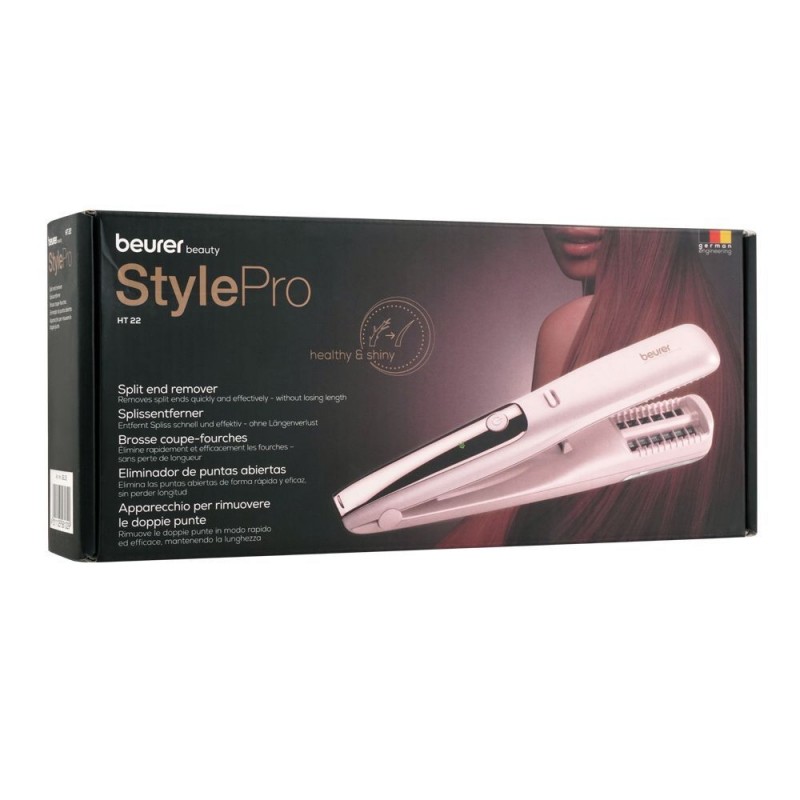 beurer beauty
StylePro
HT 22
healthy & shiny
Split end remover
Removes split ends quickly and effectively - without losing length
Splissentferner
Entfernt Spliss schnell und effektiv - ohne Längenverlust
Brosse coupe-fourches
Élimine rapidement et efficacement les fourches –
sans perte de longueur
Eliminador de puntas abiertas
Elimina las puntas abiertas de forma rápida y eficaz,
sin perder longitud
Apparecchio per rimuovere
le doppie punte
Rimuove le doppie punte in modo rapido
ed efficace, mantenendo la lunghezza
german
engineering
beurer
beurer
HT 22
StylePro